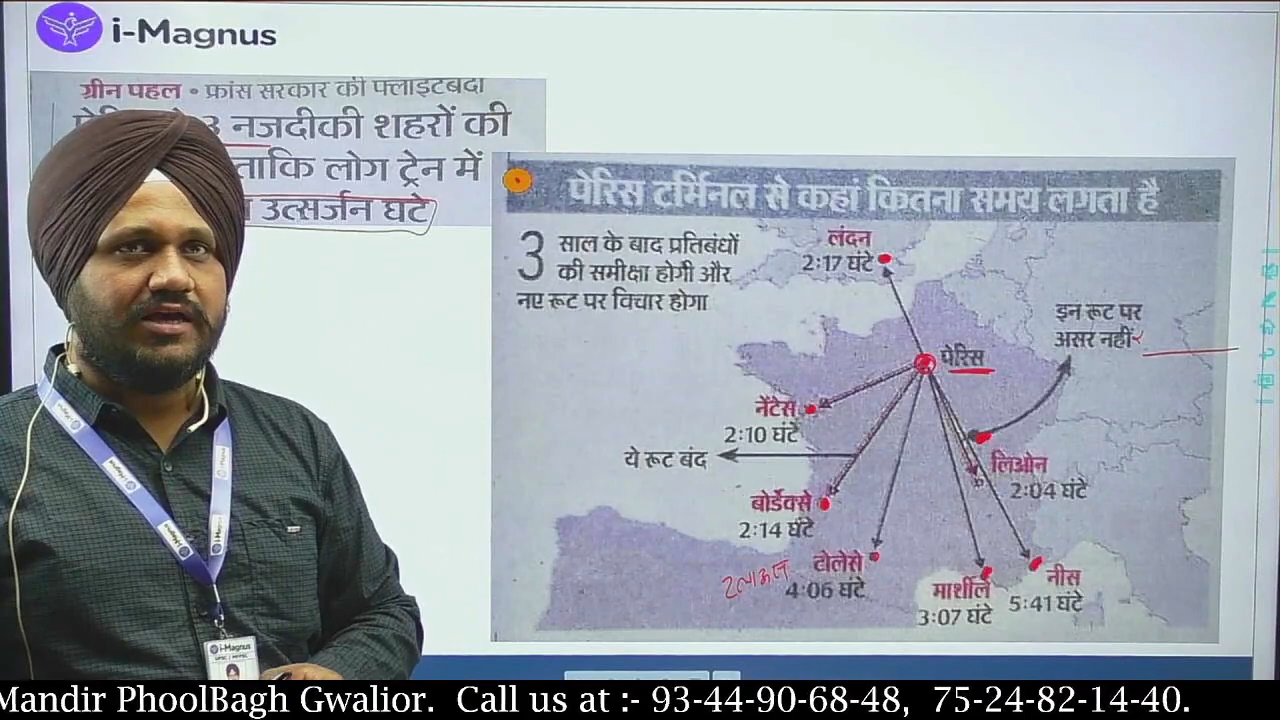 i-Magnus
ग्रीन पहल • फ्रांस सरकार की फ्लाइटबंदी
3 नजदीकी शहरों की
ताकि लोग ट्रेन में
उत्सर्जन घटे
पेरिस टर्मिनल से कहां कितना समय लगता है
3 साल के बाद प्रतिबंधों
की समीक्षा होगी और
नए रूट पर विचार होगा
लंदन
2:17 घंटे
इन रूट पर
असर नहीं
पेरिस
नेंटेस
2:10 घंटे
ये रूट बंद
लिओन
2:04 घंटे
बोर्डेक्से
2:14 घंटे
टोलेसे
4:06 घंटे
मार्शीले
3:07 घंटे
नीस
5:41 घंटे
i-Magnus
Mandir PhoolBagh Gwalior. Call us at :- 93-44-90-68-48, 75-24-82-14-40.